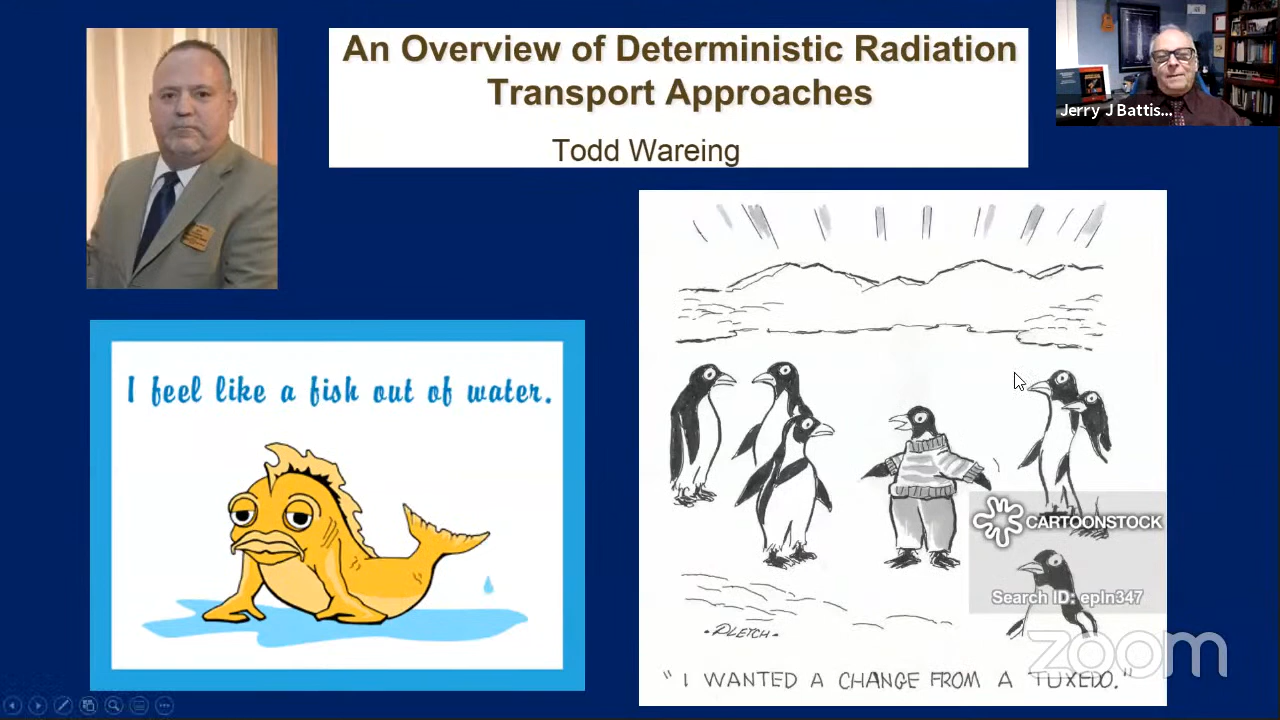 An Overview of Deterministic Radiation
Transport Approaches
Todd Wareing
Jerry J Battis...
I feel like a fish out of water.
CARTOONSTOCK
Search ID: epln347
·PLETCH·
zoom
"I WANTED A CHANGE FROM A TUXEDO."